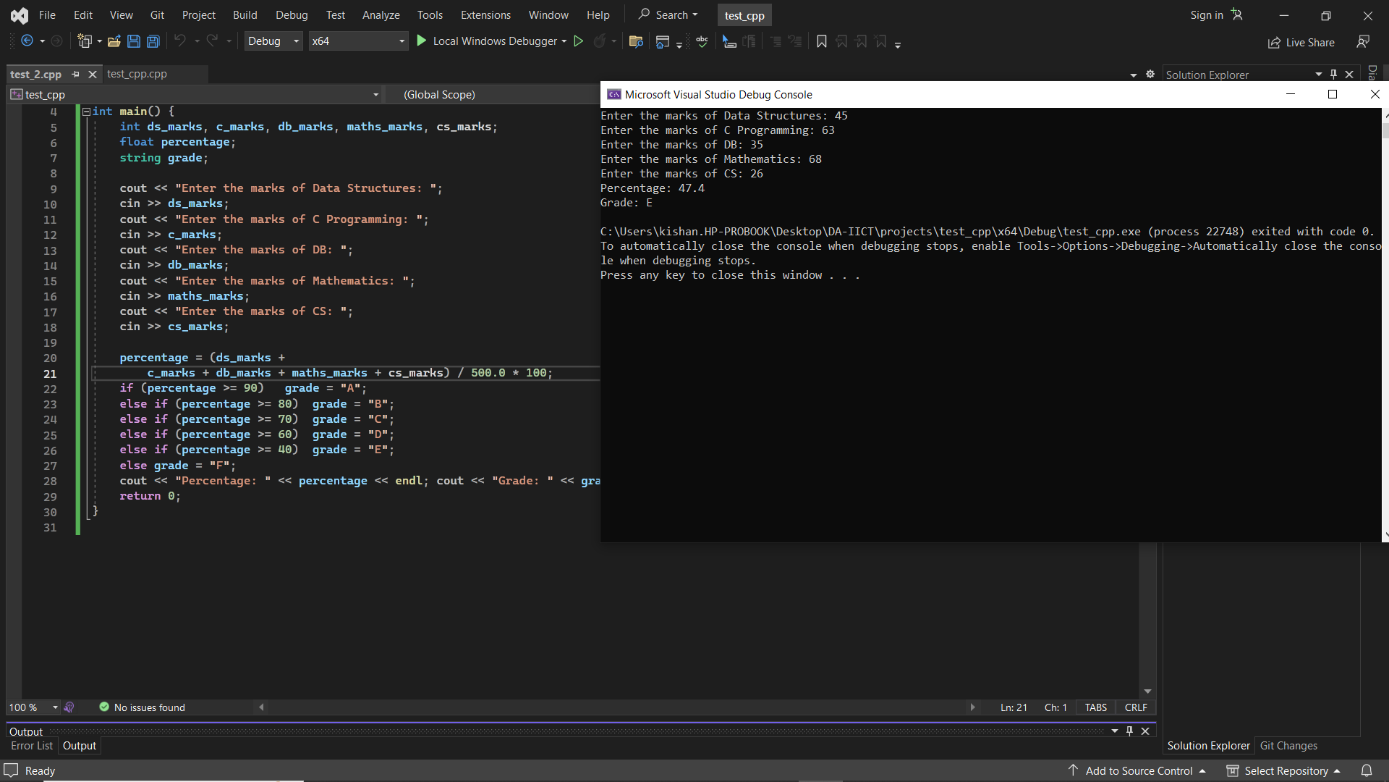 File Edit View Git Project Build Debug Test Analyze Tools Extensions Window Help Search test_cpp Sign in
Debug x64 Local Windows Debugger Live Share
test_2.cpp test_cpp.cpp Solution Explorer
test_cpp (Global Scope)
4 int main() {
5 int ds_marks, c_marks, db_marks, maths_marks, cs_marks;
6 float percentage;
7 string grade;
8
9 cout << "Enter the marks of Data Structures: ";
10 cin >> ds_marks;
11 cout << "Enter the marks of C Programming: ";
12 cin >> c_marks;
13 cout << "Enter the marks of DB: ";
14 cin >> db_marks;
15 cout << "Enter the marks of Mathematics: ";
16 cin >> maths_marks;
17 cout << "Enter the marks of CS: ";
18 cin >> cs_marks;
19
20 percentage = (ds_marks +
21 c_marks + db_marks + maths_marks + cs_marks) / 500.0 * 100;
22 if (percentage >= 90) grade = "A";
23 else if (percentage >= 80) grade = "B";
24 else if (percentage >= 70) grade = "C";
25 else if (percentage >= 60) grade = "D";
26 else if (percentage >= 40) grade = "E";
27 else grade = "F";
28 cout << "Percentage: " << percentage << endl; cout << "Grade: " << gra
29 return 0;
30 }
31
Microsoft Visual Studio Debug Console
Enter the marks of Data Structures: 45
Enter the marks of C Programming: 63
Enter the marks of DB: 35
Enter the marks of Mathematics: 68
Enter the marks of CS: 26
Percentage: 47.4
Grade: E
C:\Users\kishan.HP-PROBOOK\Desktop\DA-IICT\projects\test_cpp\x64\Debug\test_cpp.exe (process 22748) exited with code 0.
To automatically close the console when debugging stops, enable Tools->Options->Debugging->Automatically close the conso
le when debugging stops.
Press any key to close this window . . .
100 % No issues found Ln: 21 Ch: 1 TABS CRLF
Output
Error List Output Solution Explorer Git Changes
Ready Add to Source Control Select Repository